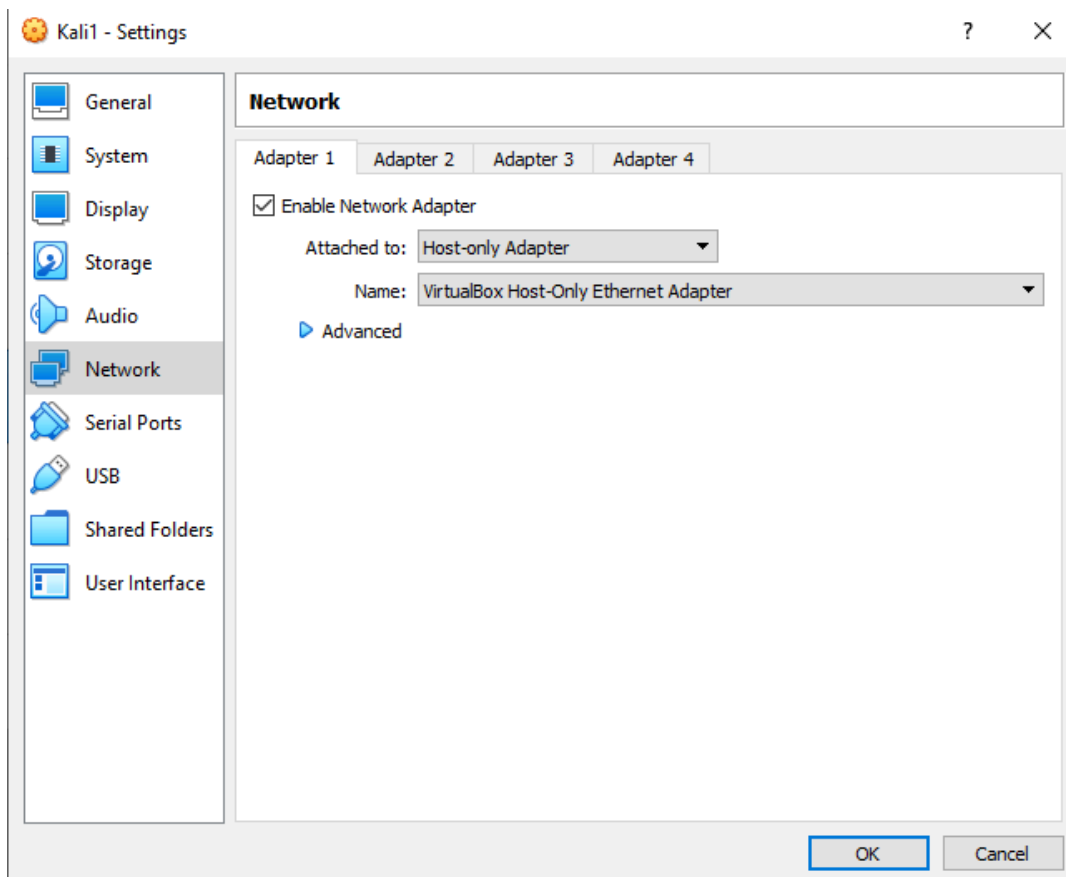 Kali1 - Settings
?
General
System
Display
Storage
Audio
Network
Serial Ports
USB
Shared Folders
User Interface
Network
Adapter 1 Adapter 2 Adapter 3 Adapter 4
Enable Network Adapter
Attached to: Host-only Adapter
Name: VirtualBox Host-Only Ethernet Adapter
Advanced
OK Cancel